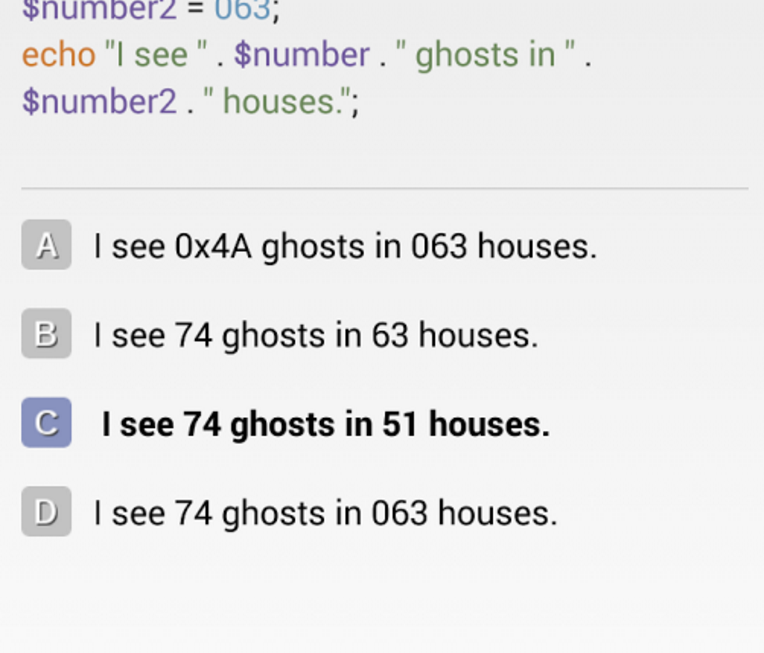 $number2 = 063;
echo "I see " . $number . " ghosts in " .
$number2 . " houses.";
A I see 0x4A ghosts in 063 houses.
B I see 74 ghosts in 63 houses.
C I see 74 ghosts in 51 houses.
D I see 74 ghosts in 063 houses.